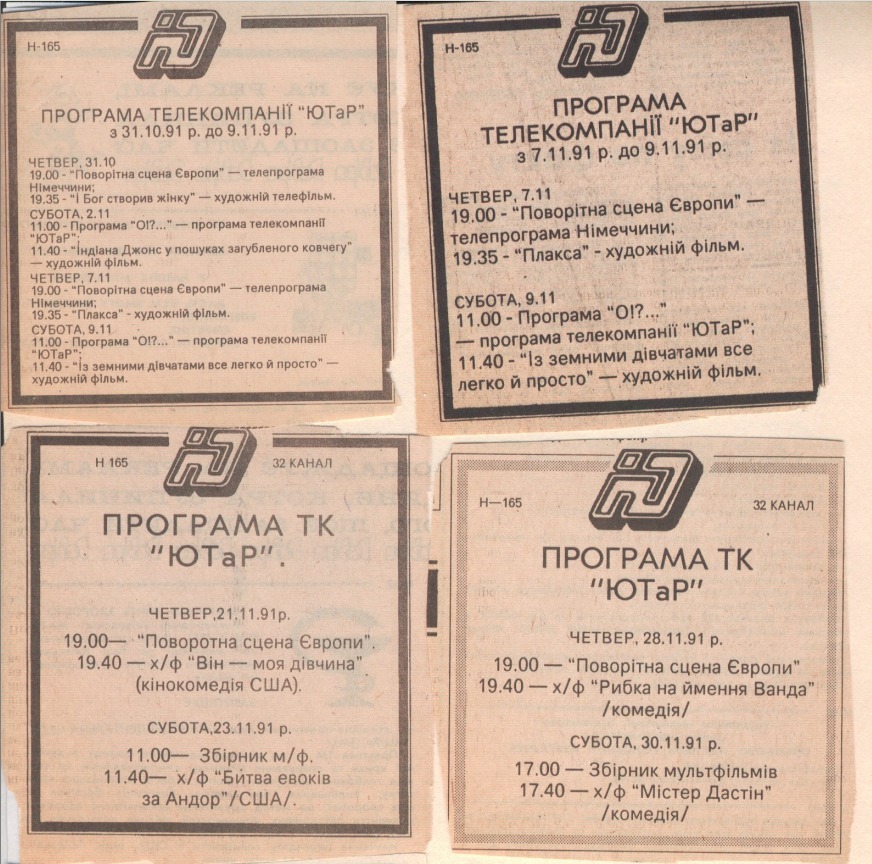 Н-165
ПРОГРАМА ТЕЛЕКОМПАНІЇ "ЮТаР"
з 31.10.91 р. до 9.11.91 р.
ЧЕТВЕР, 31.10
19.00 - "Поворітна сцена Європи" — телепрограма
Німеччини;
19.35 - "І Бог створив жінку" — художній телефільм.
СУБОТА, 2.11
11.00 - Програма "О!?..." — програма телекомпанії
"ЮТаР";
11.40 - "Індіана Джонс у пошуках загубленого ковчегу"
— художній фільм.
ЧЕТВЕР, 7.11
19.00 - "Поворітна сцена Європи" — телепрограма
Німеччини;
19.35 - "Плакса" - художній фільм.
СУБОТА, 9.11
11.00 - Програма "О!?..." — програма телекомпанії
"ЮТаР";
11.40 - "Із земними дівчатами все легко й просто" —
художній фільм.
Н-165
ПРОГРАМА
ТЕЛЕКОМПАНІЇ "ЮТаР"
з 7.11.91 р. до 9.11.91 р.
ЧЕТВЕР, 7.11
19.00 - "Поворітна сцена Європи" —
телепрограма Німеччини;
19.35 - "Плакса" - художній фільм.
СУБОТА, 9.11
11.00 - Програма "О!?..."
— програма телекомпанії "ЮТаР";
11.40 - "Із земними дівчатами все
легко й просто" — художній фільм.
Н 165
32 КАНАЛ
ПРОГРАМА ТК
"ЮТаР".
ЧЕТВЕР,21.11.91р.
19.00— "Поворотна сцена Європи".
19.40 — х/ф "Він — моя дівчина"
(кінокомедія США).
СУБОТА,23.11.91 р.
11.00— Збірник м/ф.
11.40— х/ф "Битва евоків
за Андор"/США/.
Н—165
32 КАНАЛ
ПРОГРАМА ТК
"ЮТаР"
ЧЕТВЕР, 28.11.91 р.
19.00 — "Поворітна сцена Європи"
19.40 — х/ф "Рибка на ймення Ванда"
/комедія/
СУБОТА, 30.11.91 р.
17.00 — Збірник мультфільмів
17.40 — х/ф "Містер Дастін"
/комедія/